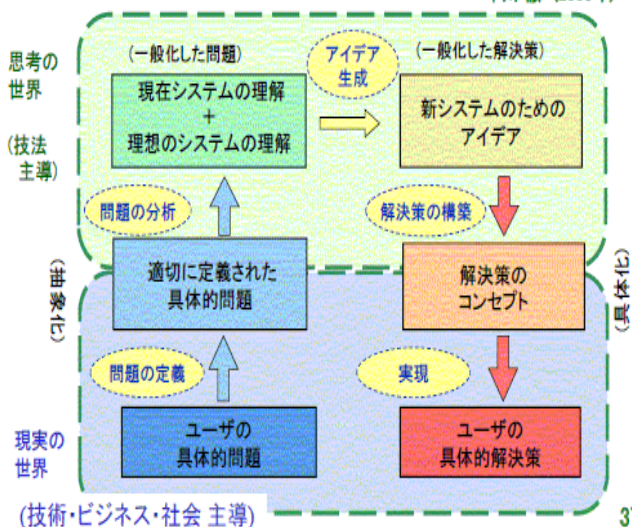 思考の
世界
(技法
主導)
(一般化した問題)
アイデア
生成
(一般化した解決策)
現在システムの理解
+
理想のシステムの理解
新システムのための
アイデア
問題の分析
解決策の構築
(抽象化)
適切に定義された
具体的問題
解決策の
コンセプト
(具体化)
問題の定義
実現
現実の
世界
ユーザの
具体的問題
ユーザの
具体的解決策
(技術・ビジネス・社会 主導)